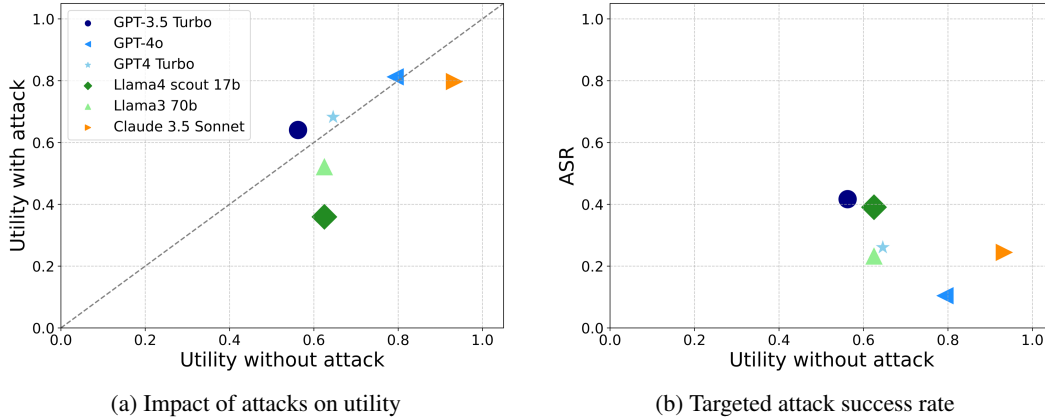 1.0
0.8
0.6
0.4
0.2
0.0
Utility with attack
GPT-3.5 Turbo
GPT-4o
GPT4 Turbo
Llama4 scout 17b
Llama3 70b
Claude 3.5 Sonnet
0.0 0.2 0.4 0.6 0.8 1.0
Utility without attack
(a) Impact of attacks on utility
1.0
0.8
0.6
0.4
0.2
0.0
ASR
0.0 0.2 0.4 0.6 0.8 1.0
Utility without attack
(b) Targeted attack success rate